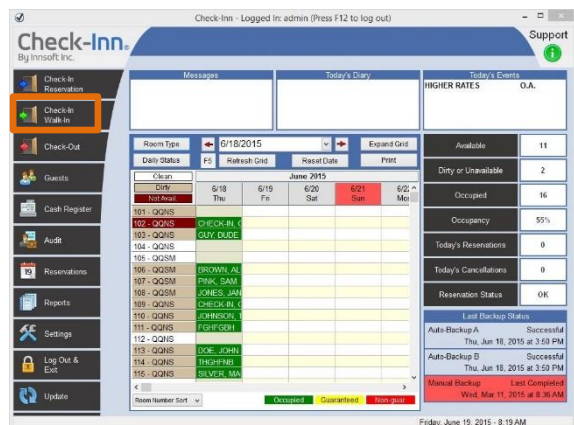 Check-Inn - Logged In: admin (Press F12 to log out)
Check-Inn®
By Innsoft Inc.
Support
Check-In
Reservation
Check-In
Walk-In
Check-Out
Guests
Cash Register
Audit
19
Reservations
Reports
Settings
Log Out &
Exit
Update
Messages
Today's Diary
Today's Events
HIGHER RATES O.A.
Room Type
6/18/2015
Expand Grid
Daily Status
F5
Refresh Grid
Reset Date
Print
Clean
Dirty
Not Avail.
June 2015
6/18
Thu
6/19
Fri
6/20
Sat
6/21
Sun
6/22
Mon
101 - QQNS
102 - QQNS CHECK-IN, C
103 - QQNS GUY, DUDE
104 - QQNS
105 - QQSM
106 - QQSM BROWN, AL
107 - QQSM PINK, SAM
108 - QQSM JONES, JAN
109 - QQNS CHECK-IN, C
110 - QQNS JOHNSON, T
111 - QQNS FGHFGBH
112 - QQNS
113 - QQNS DOE, JOHN
114 - QQNS THGHFNB
115 - QQNS SILVER, MA
Room Number Sort
Occupied
Guaranteed
Non-guar
Available 11
Dirty or Unavailable 2
Occupied 16
Occupancy 55%
Today's Reservations 0
Today's Cancellations 0
Reservation Status OK
Last Backup Status
Auto-Backup A Successful
Thu, Jun 18, 2015 at 3:50 PM
Auto-Backup B Successful
Thu, Jun 18, 2015 at 3:50 PM
Manual Backup Last Completed
Wed, Mar 11, 2015 at 8:36 AM
Friday, June 19, 2015 - 8:19 AM